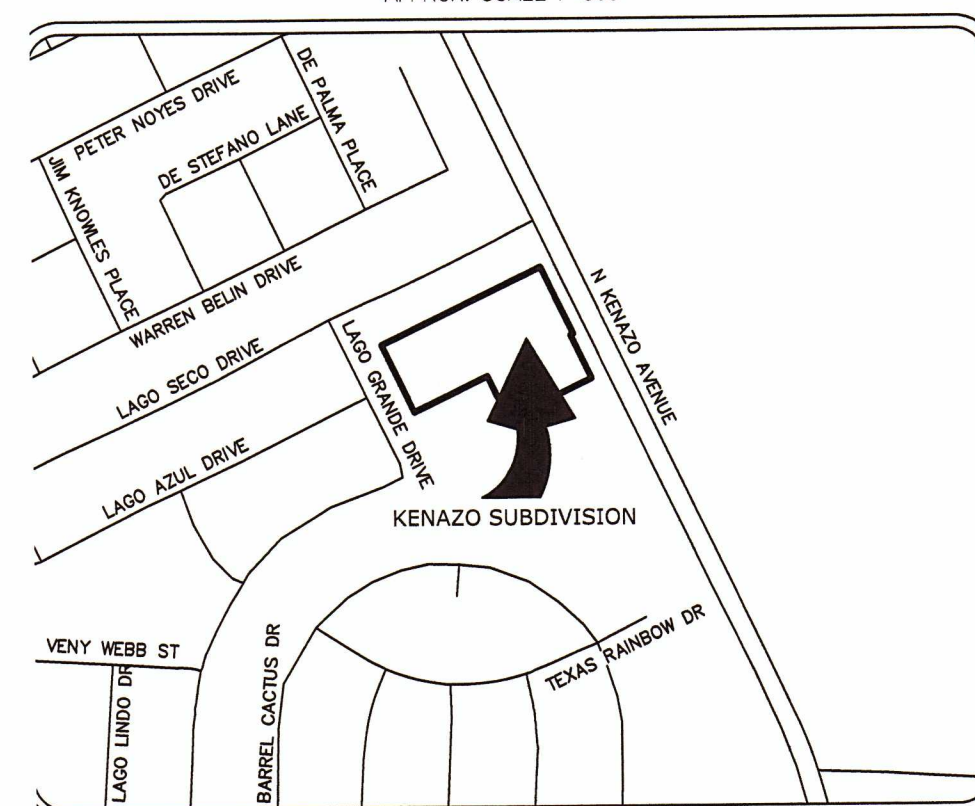 PETER NOYES DRIVE
DE PALMA PLACE
DE STEFANO LANE
JIM KNOWLES PLACE
WARREN BELIN DRIVE
N KENAZO AVENUE
LAGO SECO DRIVE
LAGO GRANDE DRIVE
LAGO AZUL DRIVE
KENAZO SUBDIVISION
TEXAS RAINBOW DR
VENY WEBB ST
LAGO LINDO DR
BARREL CACTUS DR